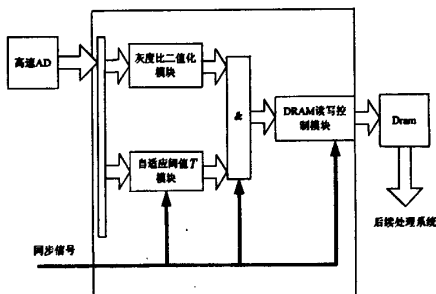 高速AD
灰度比二值化
模块
&
DRAM读写控
制模块
Dram
自适应阈值T
模块
后续处理系统
同步信号